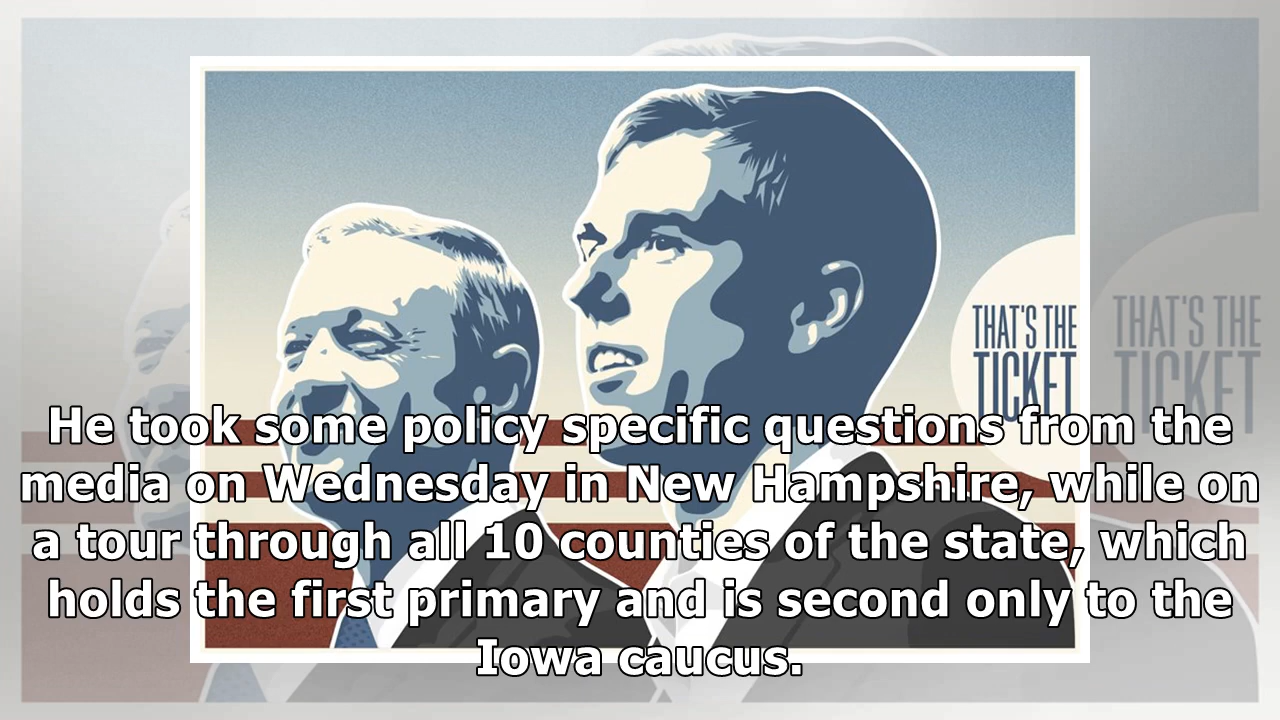 THAT'S THE
TICKET
THAT'S THE
TICKET
He took some policy specific questions from the
media on Wednesday in New Hampshire, while on
a tour through all 10 counties of the state, which
holds the first primary and is second only to the
Iowa caucus.